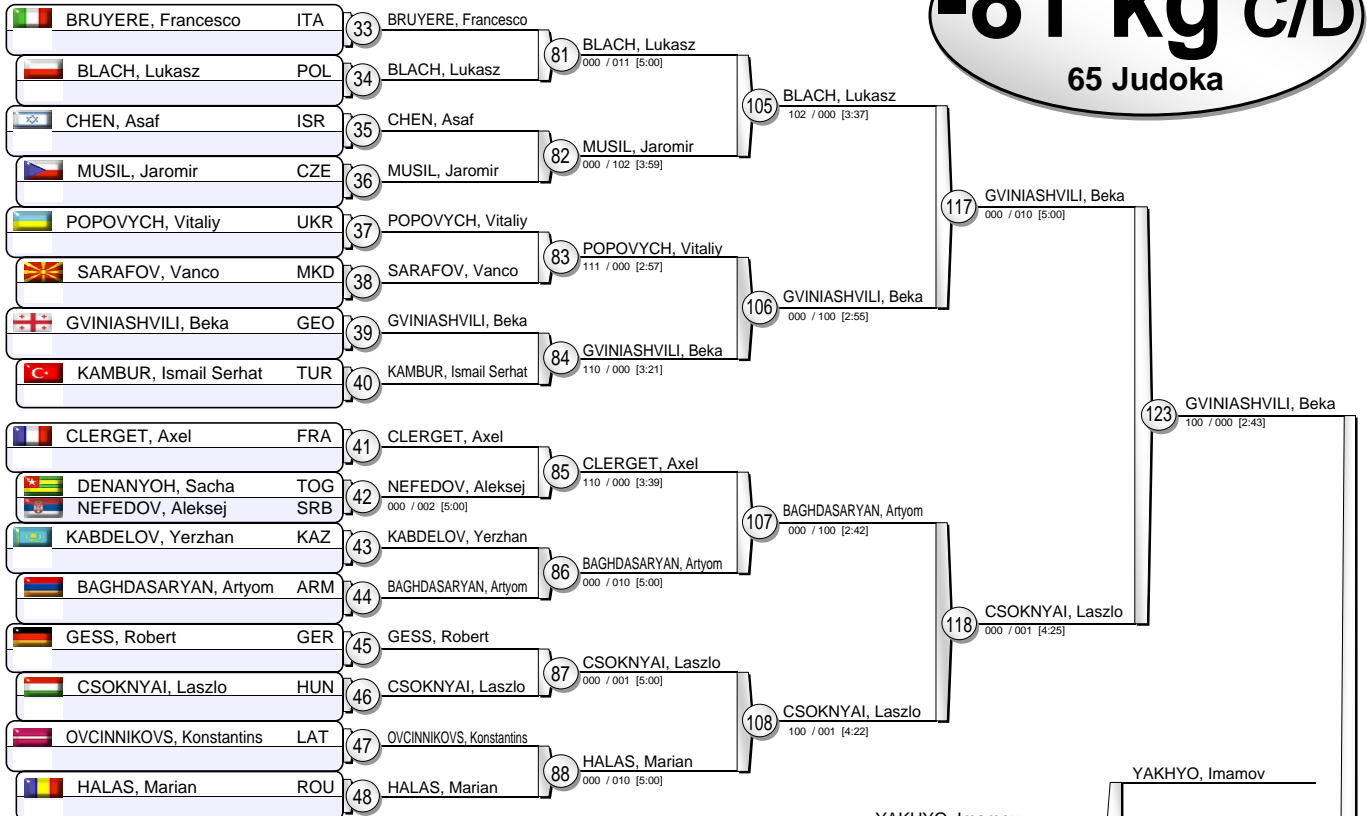 -81 kg C/D
65 Judoka
BRUYERE, Francesco ITA
BLACH, Lukasz POL
CHEN, Asaf ISR
MUSIL, Jaromir CZE
POPOVYCH, Vitaliy UKR
SARAFOV, Vanco MKD
GVINIASHVILI, Beka GEO
KAMBUR, Ismail Serhat TUR
CLERGET, Axel FRA
DENANYOH, Sacha TOG
NEFEDOV, Aleksej SRB
KABDELOV, Yerzhan KAZ
BAGHDASARYAN, Artyom ARM
GESS, Robert GER
CSOKNYAI, Laszlo HUN
OVCINNIKOVS, Konstantins LAT
HALAS, Marian ROU
33 BRUYERE, Francesco
34 BLACH, Lukasz
35 CHEN, Asaf
36 MUSIL, Jaromir
37 POPOVYCH, Vitaliy
38 SARAFOV, Vanco
39 GVINIASHVILI, Beka
40 KAMBUR, Ismail Serhat
41 CLERGET, Axel
42 NEFEDOV, Aleksej
000 / 002 [5:00]
43 KABDELOV, Yerzhan
44 BAGHDASARYAN, Artyom
45 GESS, Robert
46 CSOKNYAI, Laszlo
47 OVCINNIKOVS, Konstantins
48 HALAS, Marian
81 BLACH, Lukasz
000 / 011 [5:00]
82 MUSIL, Jaromir
000 / 102 [3:59]
83 POPOVYCH, Vitaliy
111 / 000 [2:57]
84 GVINIASHVILI, Beka
110 / 000 [3:21]
85 CLERGET, Axel
110 / 000 [3:39]
86 BAGHDASARYAN, Artyom
000 / 010 [5:00]
87 CSOKNYAI, Laszlo
000 / 001 [5:00]
88 HALAS, Marian
000 / 010 [5:00]
105 BLACH, Lukasz
102 / 000 [3:37]
106 GVINIASHVILI, Beka
000 / 100 [2:55]
107 BAGHDASARYAN, Artyom
000 / 100 [2:42]
108 CSOKNYAI, Laszlo
100 / 001 [4:22]
117 GVINIASHVILI, Beka
000 / 010 [5:00]
118 CSOKNYAI, Laszlo
000 / 001 [4:25]
123 GVINIASHVILI, Beka
100 / 000 [2:43]
YAKHYO, Imamov
YAKHYO, Imamov